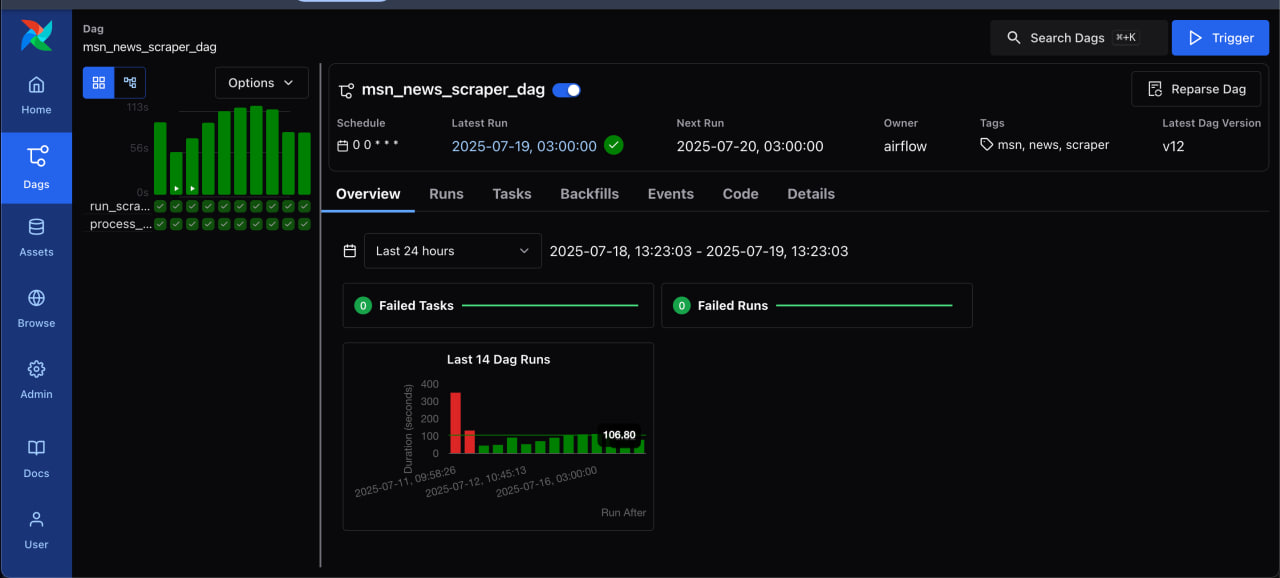 Dag
msn_news_scraper_dag
Search Dags ⌘+K
Trigger
Home
Dags
Assets
Browse
Admin
Docs
User
Options
113s
56s
0s
run_scra...
process_...
msn_news_scraper_dag
Reparse Dag
Schedule
0 0 * * *
Latest Run
2025-07-19, 03:00:00
Next Run
2025-07-20, 03:00:00
Owner
airflow
Tags
msn, news, scraper
Latest Dag Version
v12
Overview Runs Tasks Backfills Events Code Details
Last 24 hours
2025-07-18, 13:23:03 - 2025-07-19, 13:23:03
0 Failed Tasks
0 Failed Runs
Last 14 Dag Runs
Duration (seconds)
400
300
200
100
0
106.80
2025-07-11, 09:58:26
2025-07-12, 10:45:13
2025-07-16, 03:00:00
Run After